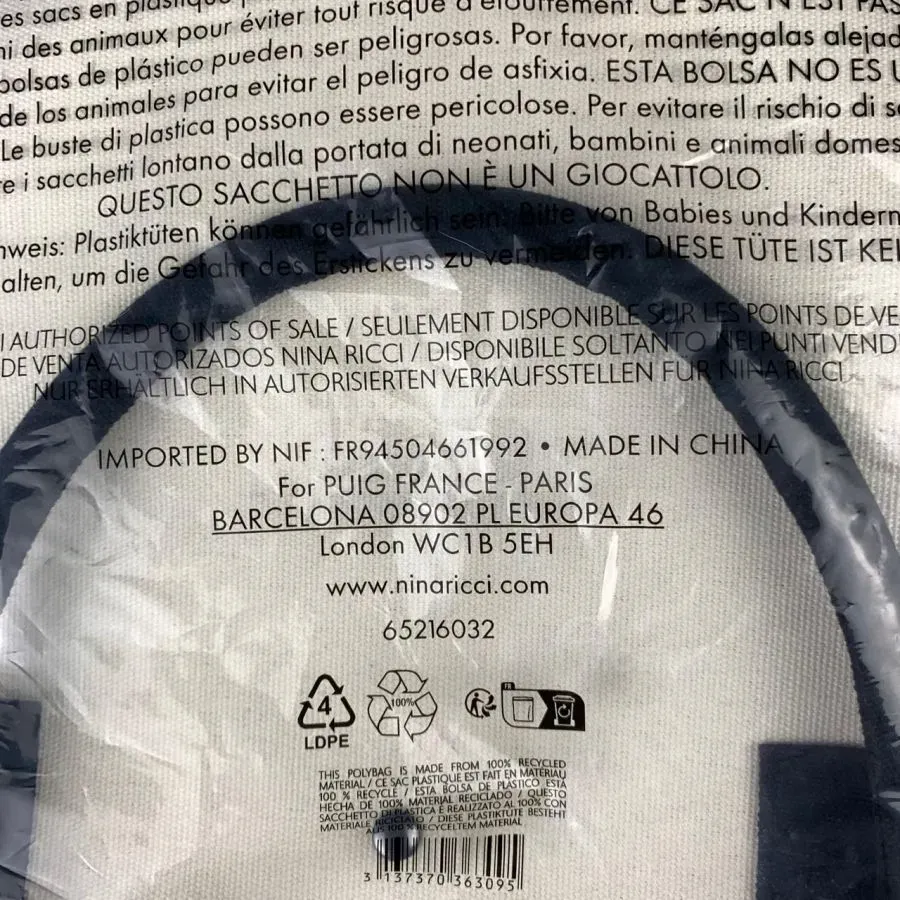 es sacs en plastique
ni des animaux pour éviter tout risque d'étouffement. CE SAC N'EST PAS
bolsas de plástico pueden ser peligrosas. Por favor, manténgalas alejad
de los animales para evitar el peligro de asfixia. ESTA BOLSA NO ES U
Le buste di plastica possono essere pericolose. Per evitare il rischio di so
e i sacchetti lontano dalla portata di neonati, bambini e animali domes
QUESTO SACCHETTO NON È UN GIOCATTOLO.
nweis: Plastiktüten können gefährlich sein. Bitte von Babies und Kindern
alten, um die Gefahr des Erstickens zu vermeiden. DIESE TÜTE IST KEI
AUTHORIZED POINTS OF SALE / SEULEMENT DISPONIBLE SUR LES POINTS DE VE
DE VENTA AUTORIZADOS NINA RICCI / DISPONIBILE SOLTANTO NEI PUNTI VENDI
NUR ERHÄLTLICH IN AUTORISIERTEN VERKAUFSSTELLEN FÜR NINA RICCI
IMPORTED BY NIF : FR94504661992 • MADE IN CHINA
For PUIG FRANCE - PARIS
BARCELONA 08902 PL EUROPA 46
London WC1B 5EH
www.ninaricci.com
65216032
4
LDPE
100%
FR
THIS POLYBAG IS MADE FROM 100% RECYCLED
MATERIAL / CE SAC PLASTIQUE EST FAIT EN MATÉRIAU
100 % RECYCLÉ / ESTA BOLSA DE PLÁSTICO ESTÁ
HECHA DE 100% MATERIAL RECICLADO / QUESTO
SACCHETTO DI PLASTICA È REALIZZATO AL 100% CON
MATERIALE RICICLATO / DIESE PLASTIKTÜTE BESTEHT
AUS 100 % RECYCELTEM MATERIAL
3 137370 363095